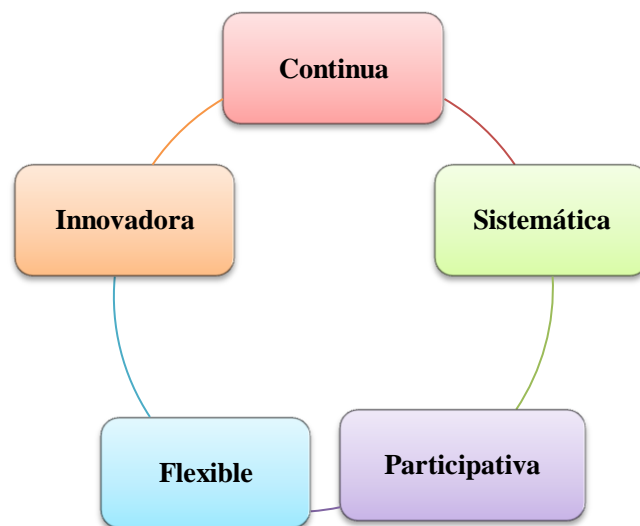 Continua
Innovadora
Sistemática
Flexible
Participativa